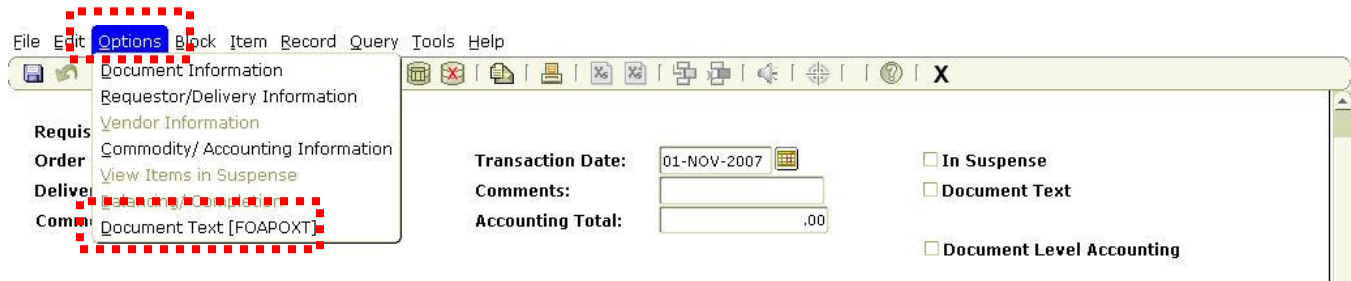 File Edit Options Block Item Record Query Tools Help
Document Information
Requestor/Delivery Information
Vendor Information
Commodity/ Accounting Information
View Items in Suspense
Balancing/ Completion
Document Text [FOAPOXT]
Requis
Order Transaction Date: 01-NOV-2007 In Suspense
Deliver Comments: Document Text
Comm Accounting Total: .00
Document Level Accounting
X